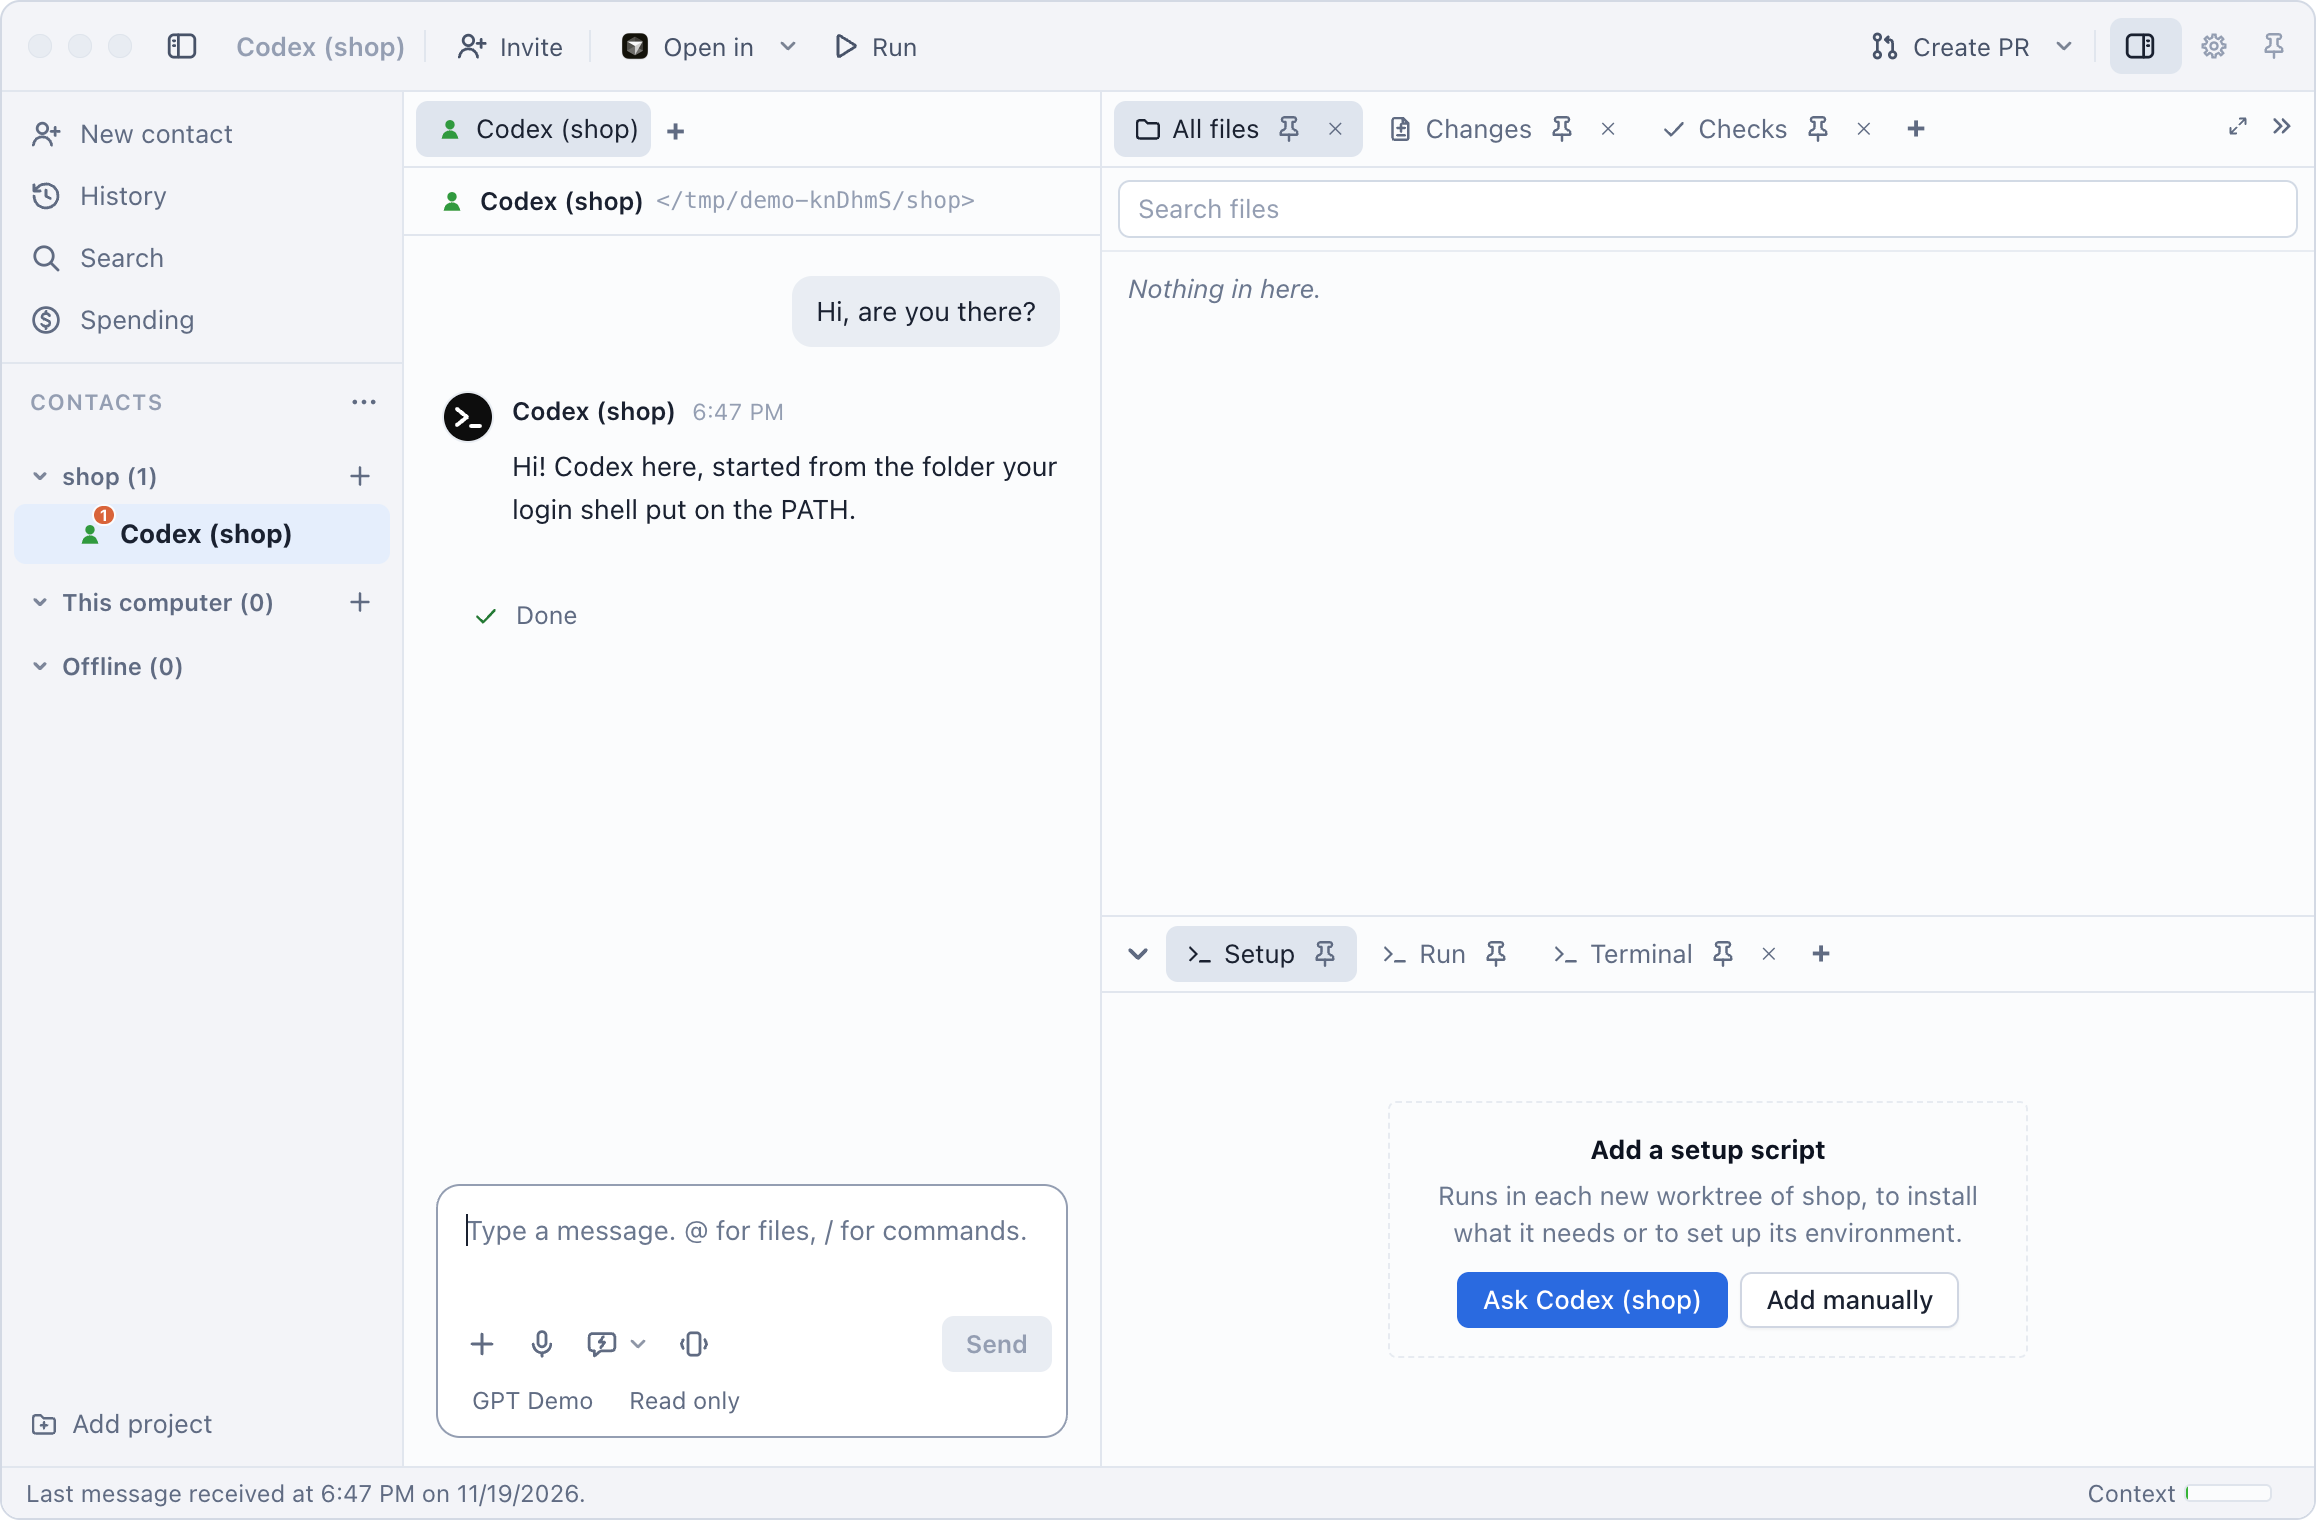 Codex (shop)
Invite
Open in
Run
Create PR
New contact
History
Search
Spending
CONTACTS
shop (1)
1
Codex (shop)
This computer (0)
Offline (0)
Add project
Codex (shop)
Codex (shop) </tmp/demo-knDhmS/shop>
Hi, are you there?
Codex (shop) 6:47 PM
Hi! Codex here, started from the folder your
login shell put on the PATH.
Done
Type a message. @ for files, / for commands.
Send
GPT Demo Read only
All files
Changes
Checks
Search files
Nothing in here.
Setup
Run
Terminal
Add a setup script
Runs in each new worktree of shop, to install
what it needs or to set up its environment.
Ask Codex (shop)
Add manually
Last message received at 6:47 PM on 11/19/2026.
Context